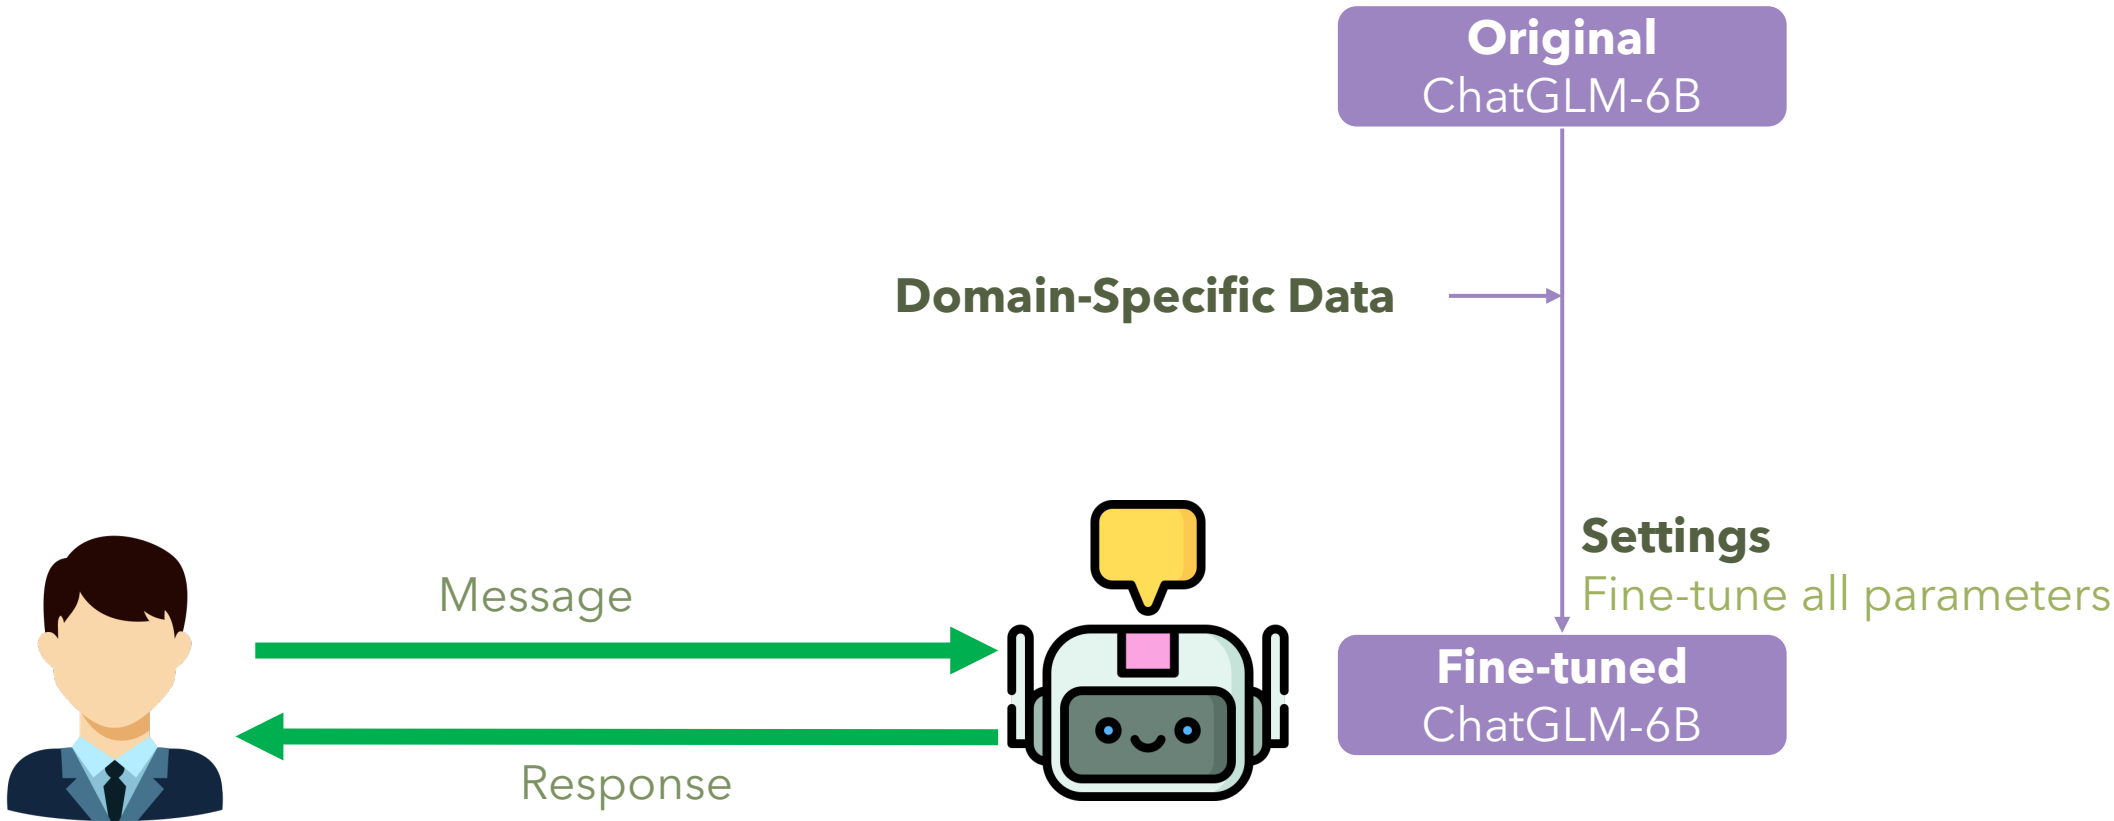 Original
ChatGLM-6B
Domain-Specific Data
Settings
Fine-tune all parameters
Message
Fine-tuned
ChatGLM-6B
Response